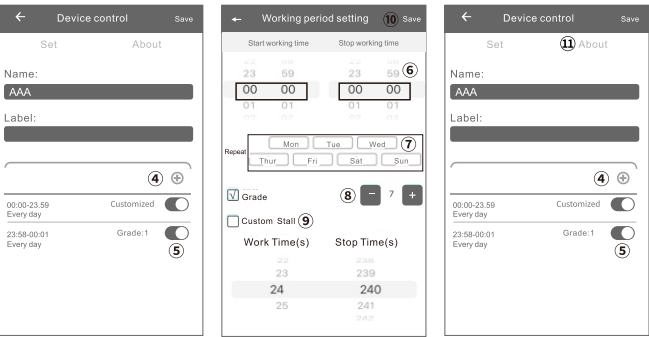 Device control
Save
Set
About
Name:
AAA
Label:
④
00:00-23.59
Customized
Every day
23:58-00:01
Grade:1
Every day
⑤
Working period setting
⑩
Save
Start working time
Stop working time
23 59
23 59
⑥
00 00
00 00
01 01
01 01
Repeat
Mon
Tue
Wed
⑦
Thur
Fri
Sat
Sun
Grade
⑧
−
7
+
Custom Stall
⑨
Work Time(s)
Stop Time(s)
22
238
23
239
24
240
25
241
242
Device control
Save
Set
⑪
About
Name:
AAA
Label:
④
00:00-23.59
Customized
Every day
23:58-00:01
Grade:1
Every day
⑤